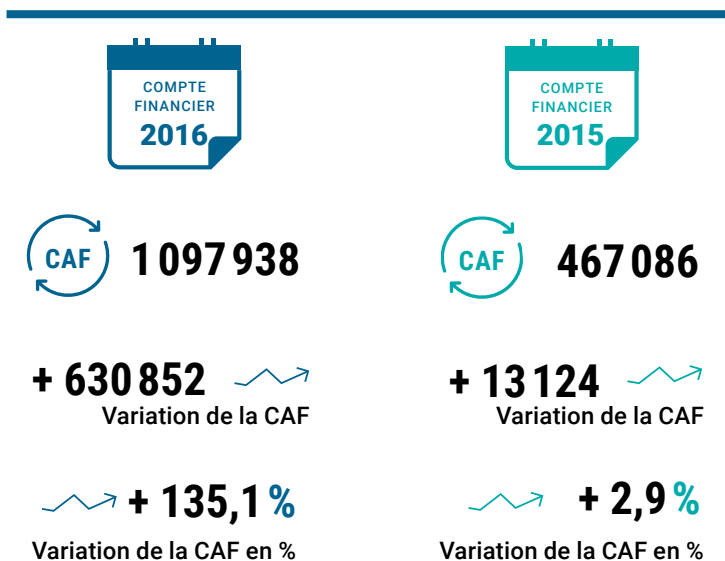 COMPTE
FINANCIER
2016
COMPTE
FINANCIER
2015
CAF 1 097 938
CAF 467 086
+ 630 852
Variation de la CAF
+ 13 124
Variation de la CAF
+ 135,1 %
Variation de la CAF en %
+ 2,9 %
Variation de la CAF en %